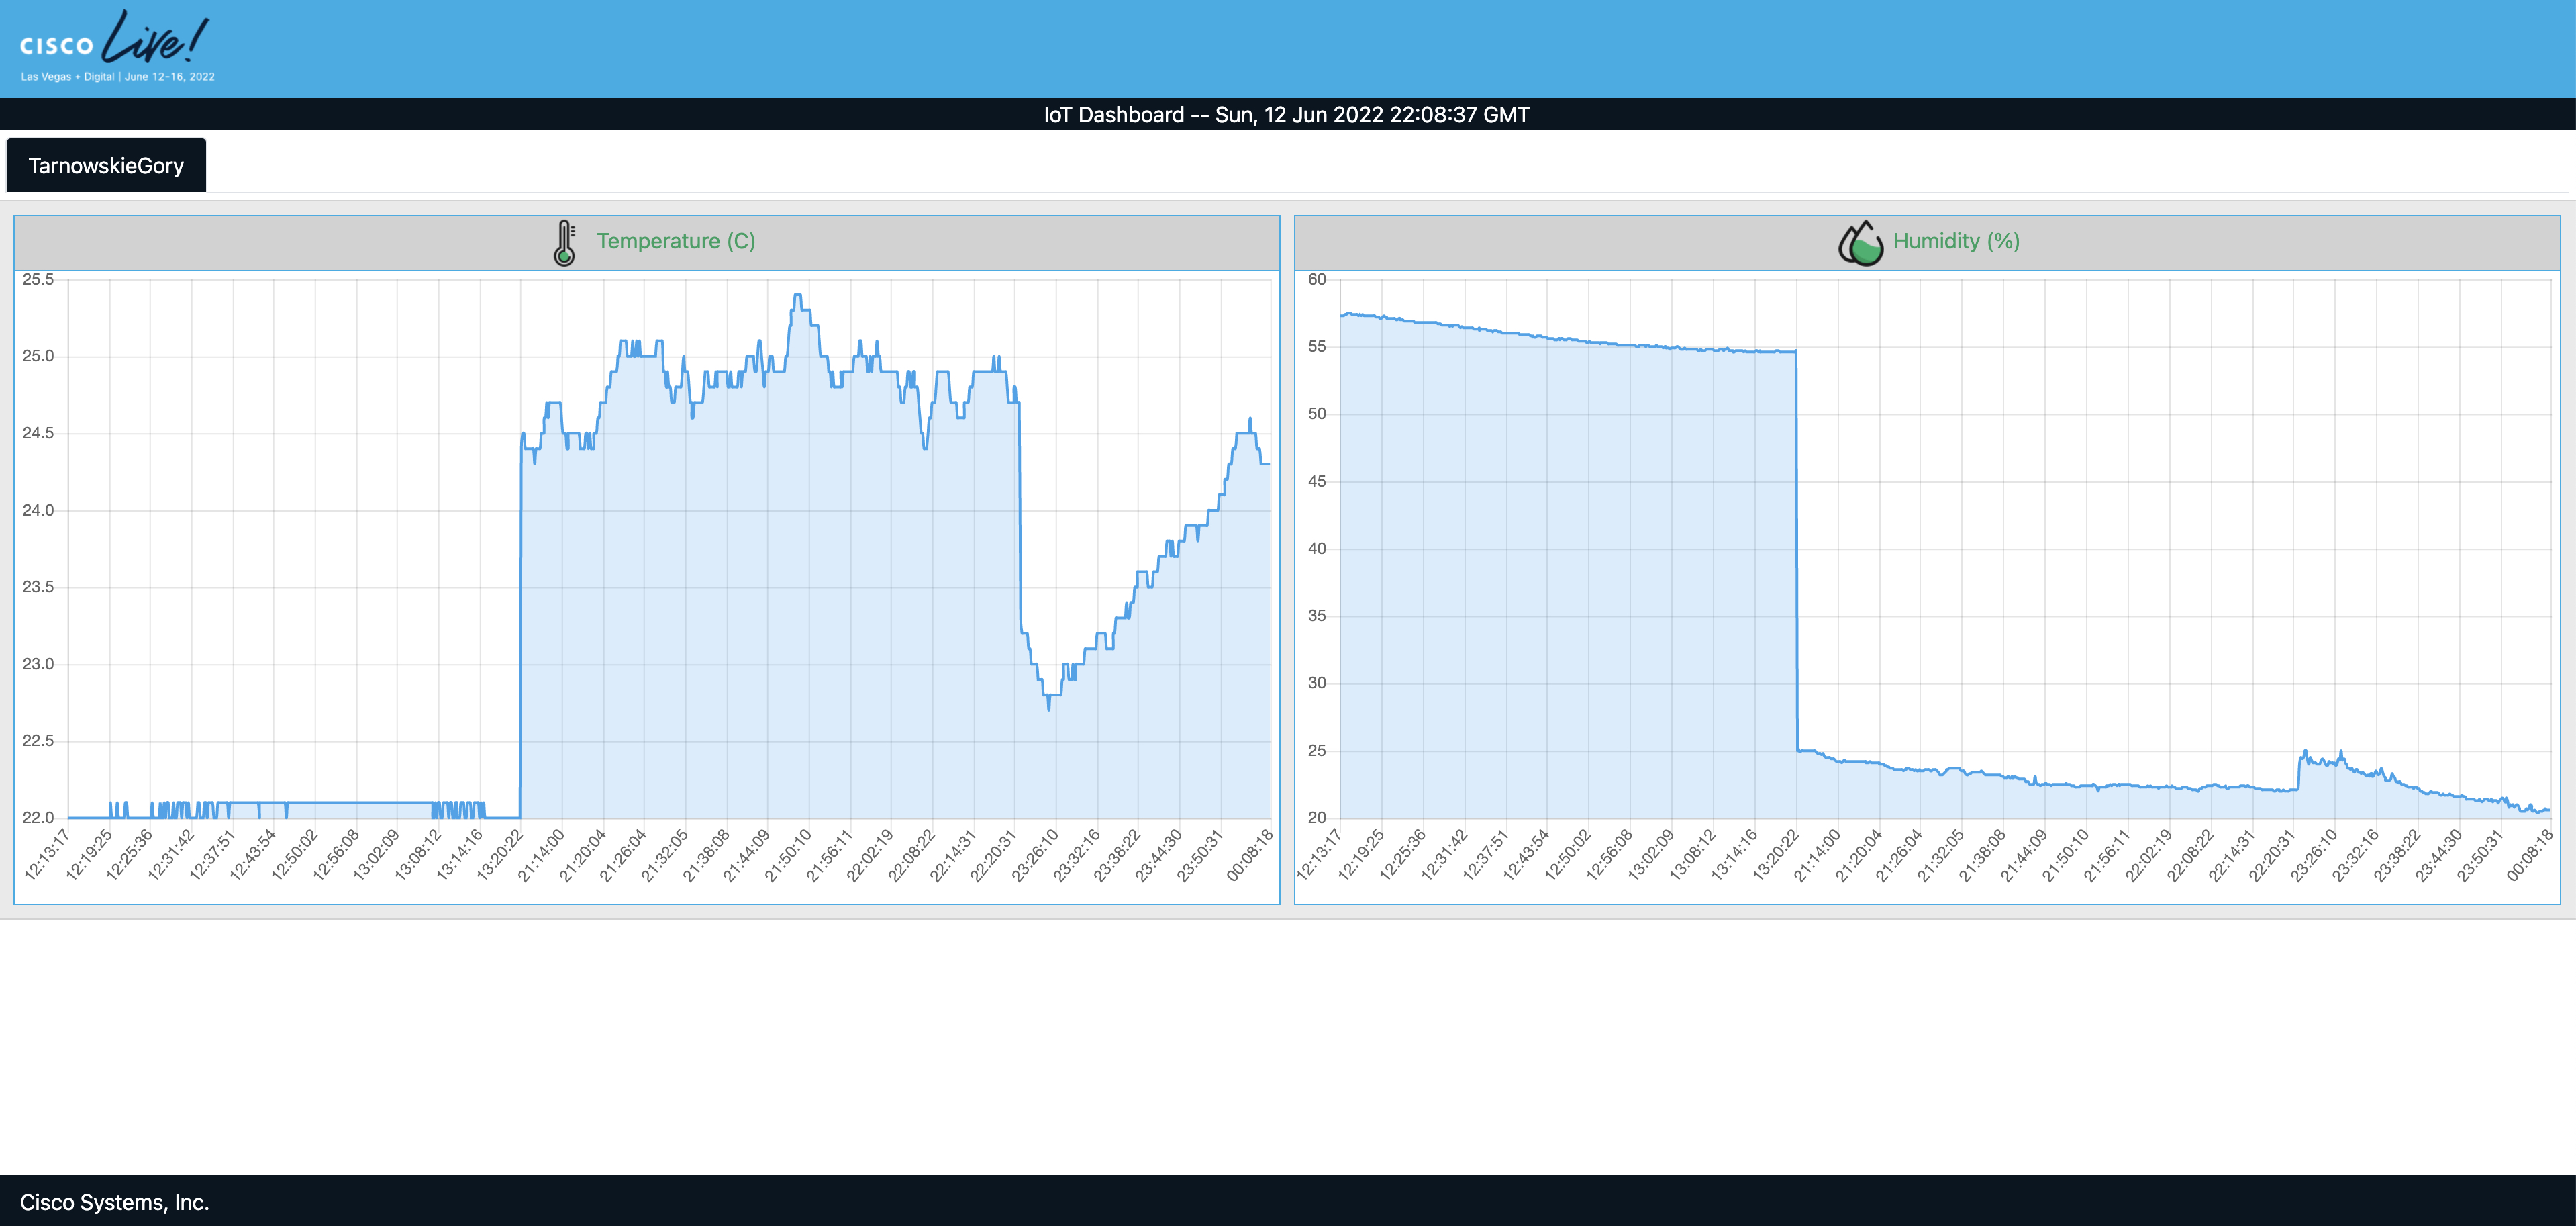 CISCO Live!
Las Vegas + Digital | June 12-16, 2022
IoT Dashboard -- Sun, 12 Jun 2022 22:08:37 GMT
TarnowskieGory
Temperature (C)
25.5
25.0
24.5
24.0
23.5
23.0
22.5
22.0
12:13:17 12:19:25 12:25:36 12:31:42 12:37:51 12:43:54 12:50:02 12:56:08 13:02:09 13:08:12 13:14:16 13:20:22 21:14:00 21:20:04 21:26:04 21:32:05 21:38:08 21:44:09 21:50:10 21:56:11 22:02:19 22:08:22 22:14:31 22:20:31 23:26:10 23:32:16 23:38:22 23:44:30 23:50:31 00:08:18
Humidity (%)
60
55
50
45
40
35
30
25
20
12:13:17 12:19:25 12:25:36 12:31:42 12:37:51 12:43:54 12:50:02 12:56:08 13:02:09 13:08:12 13:14:16 13:20:22 21:14:00 21:20:04 21:26:04 21:32:05 21:38:08 21:44:09 21:50:10 21:56:11 22:02:19 22:08:22 22:14:31 22:20:31 23:26:10 23:32:16 23:38:22 23:44:30 23:50:31 00:08:18
Cisco Systems, Inc.